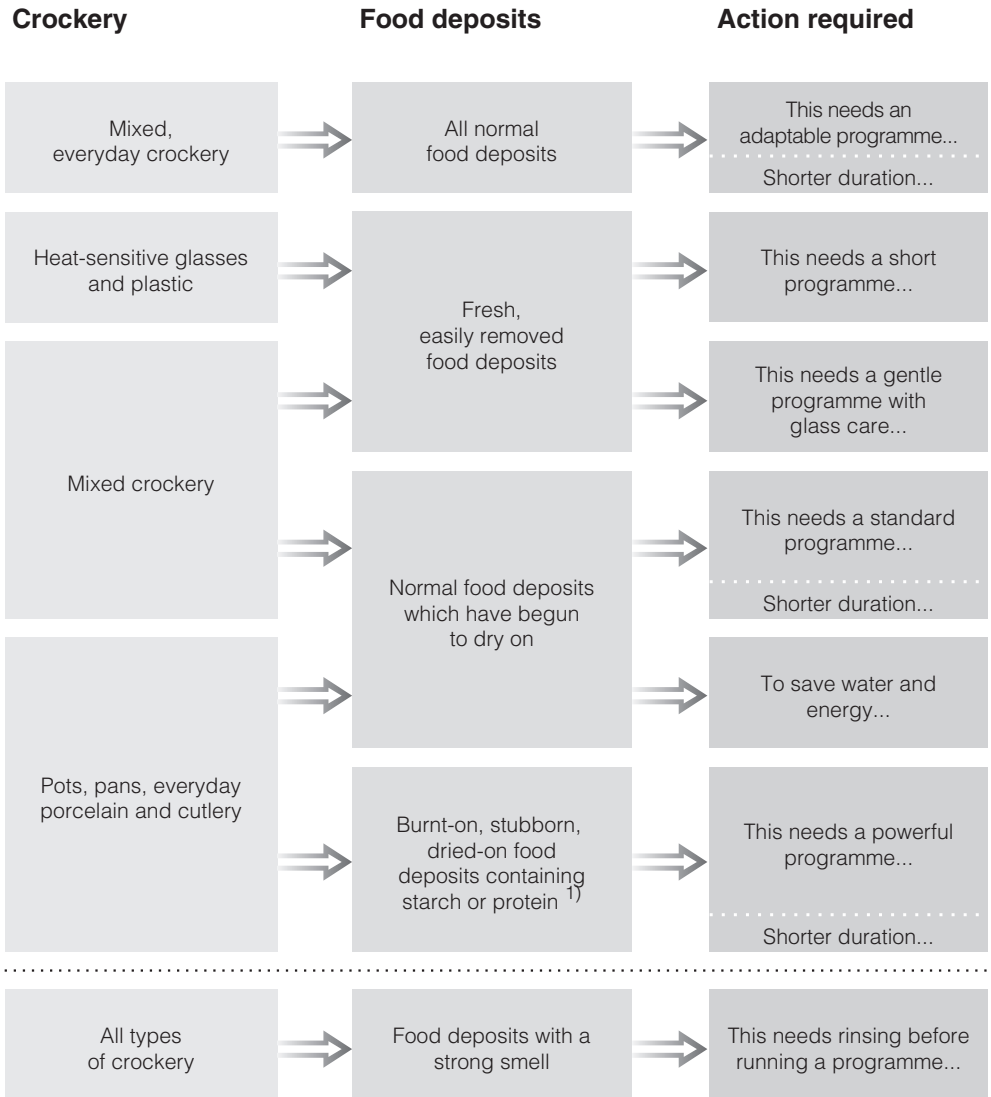 Crockery Food deposits Action required
Mixed,
everyday crockery
All normal
food deposits
This needs an
adaptable programme...
Shorter duration...
Heat-sensitive glasses
and plastic
Fresh,
easily removed
food deposits
This needs a short
programme...
This needs a gentle
programme with
glass care...
Mixed crockery
Normal food deposits
which have begun
to dry on
This needs a standard
programme...
Shorter duration...
To save water and
energy...
Pots, pans, everyday
porcelain and cutlery
Burnt-on, stubborn,
dried-on food
deposits containing
starch or protein 1)
This needs a powerful
programme...
Shorter duration...
All types
of crockery
Food deposits with a
strong smell
This needs rinsing before
running a programme...